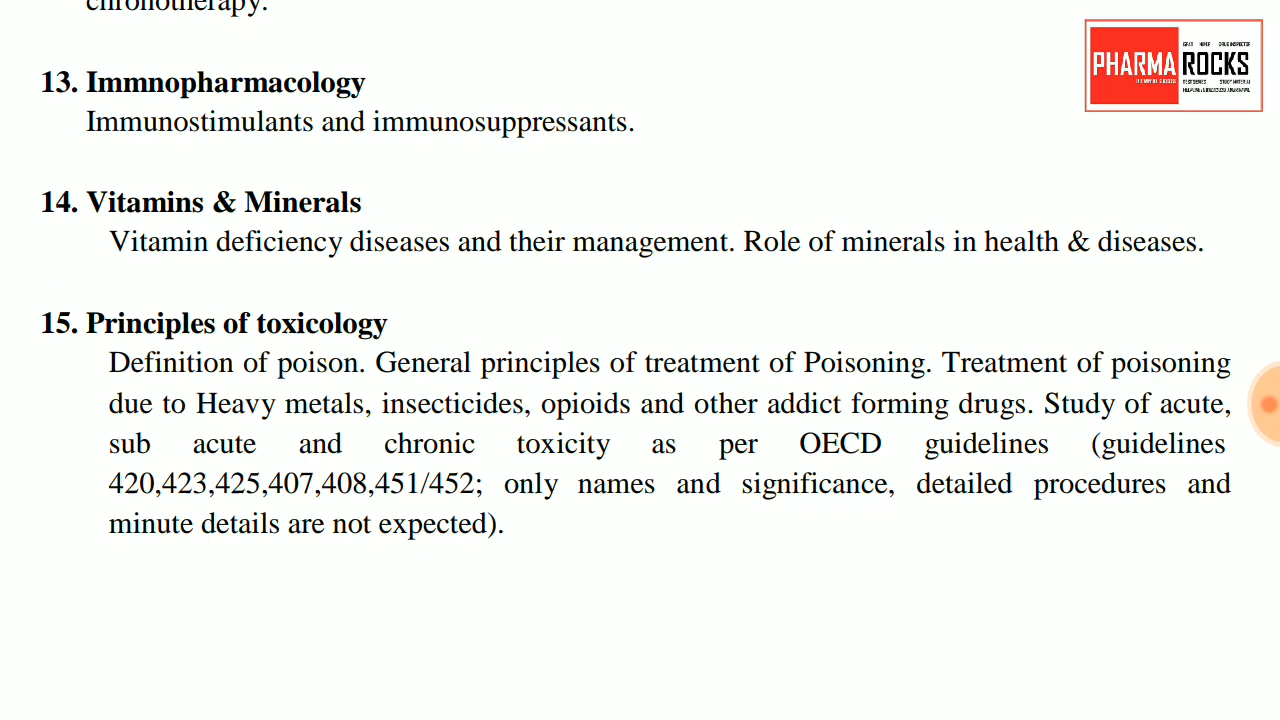 chronotherapy.
PHARMA ROCKS
13. Immnopharmacology
Immunostimulants and immunosuppressants.
14. Vitamins & Minerals
Vitamin deficiency diseases and their management. Role of minerals in health & diseases.
15. Principles of toxicology
Definition of poison. General principles of treatment of Poisoning. Treatment of poisoning
due to Heavy metals, insecticides, opioids and other addict forming drugs. Study of acute,
sub acute and chronic toxicity as per OECD guidelines (guidelines
420,423,425,407,408,451/452; only names and significance, detailed procedures and
minute details are not expected).